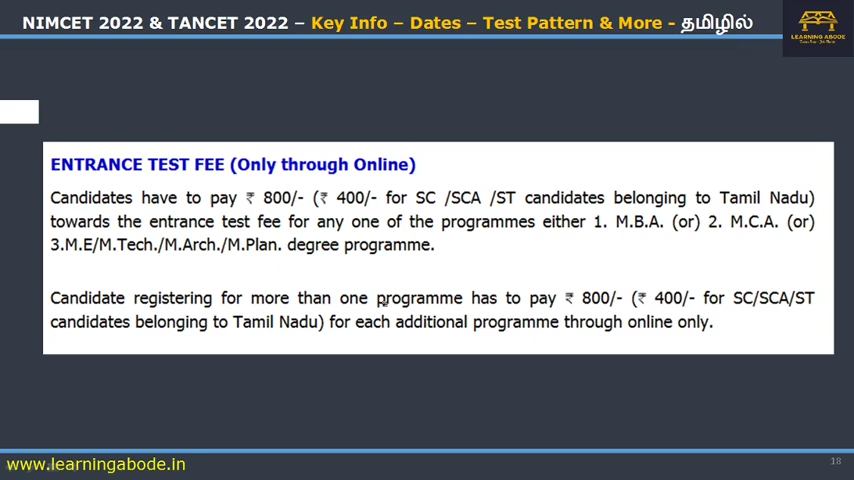 NIMCET 2022 & TANCET 2022 – Key Info – Dates – Test Pattern & More - தமிழில்
LEARNING ABODE
ENTRANCE TEST FEE (Only through Online)
Candidates have to pay ₹ 800/- (₹ 400/- for SC /SCA /ST candidates belonging to Tamil Nadu)
towards the entrance test fee for any one of the programmes either 1. M.B.A. (or) 2. M.C.A. (or)
3.M.E/M.Tech./M.Arch./M.Plan. degree programme.
Candidate registering for more than one programme has to pay ₹ 800/- (₹ 400/- for SC/SCA/ST
candidates belonging to Tamil Nadu) for each additional programme through online only.
www.learningabode.in
18